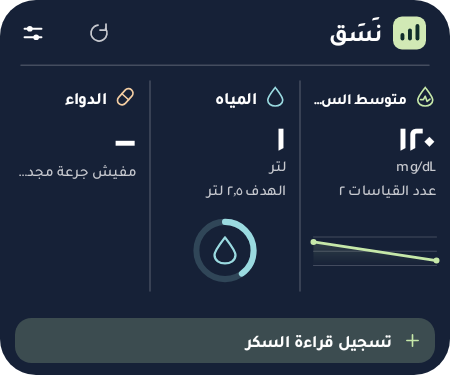 نَسَق
متوسط الس...
١٢٠
mg/dL
عدد القياسات ٢
المياه
١
لتر
الهدف ٢,٥ لتر
الدواء
—
مفيش جرعة مجد...
تسجيل قراءة السكر